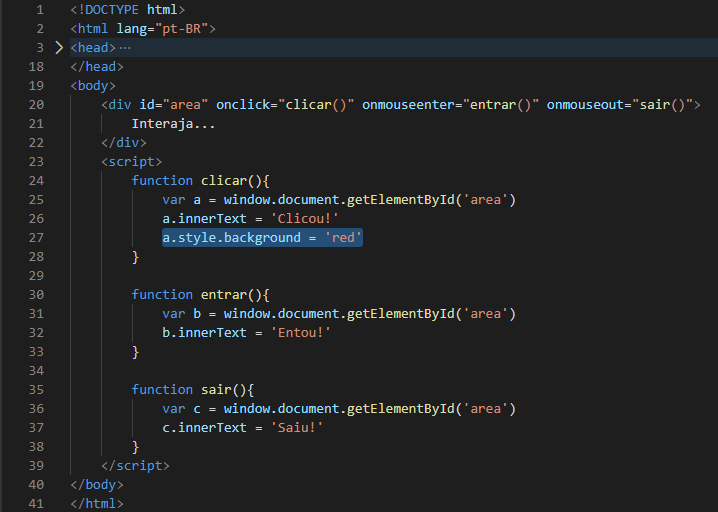 1 <!DOCTYPE html>
2 <html lang="pt-BR">
3 <head> ...
18 </head>
19 <body>
20 <div id="area" onclick="clicar()" onmouseenter="entrar()" onmouseout="sair()">
21 Interaja...
22 </div>
23 <script>
24 function clicar(){
25 var a = window.document.getElementById('area')
26 a.innerText = 'Clicou!'
27 a.style.background = 'red'
28 }
29
30 function entrar(){
31 var b = window.document.getElementById('area')
32 b.innerText = 'Entou!'
33 }
34
35 function sair(){
36 var c = window.document.getElementById('area')
37 c.innerText = 'Saiu!'
38 }
39 </script>
40 </body>
41 </html>